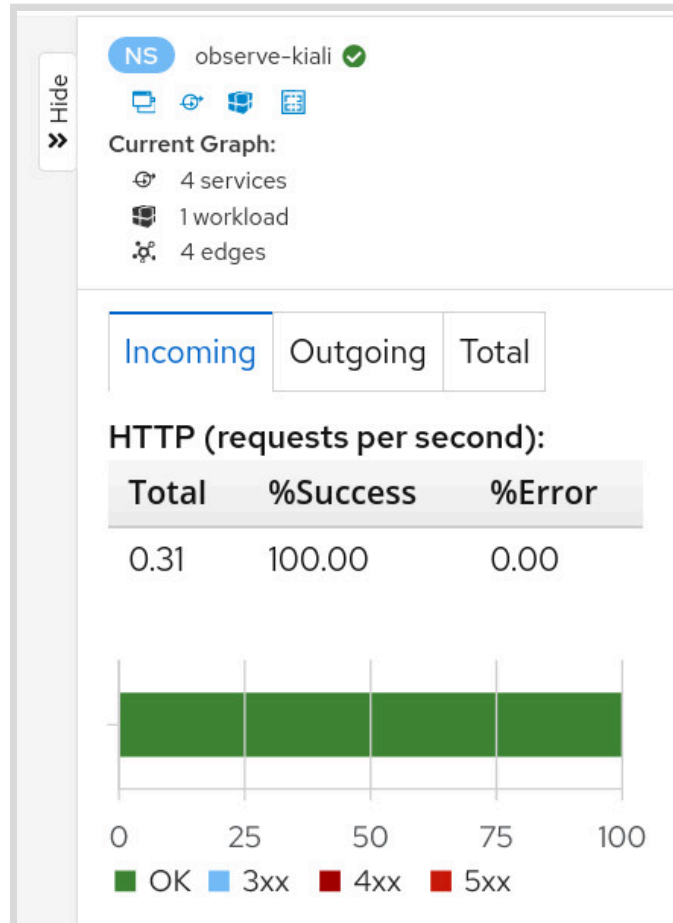 Hide
NS observe-kiali
Current Graph:
4 services
1 workload
4 edges
Incoming Outgoing Total
HTTP (requests per second):
Total %Success %Error
0.31 100.00 0.00
0 25 50 75 100
OK 3xx 4xx 5xx